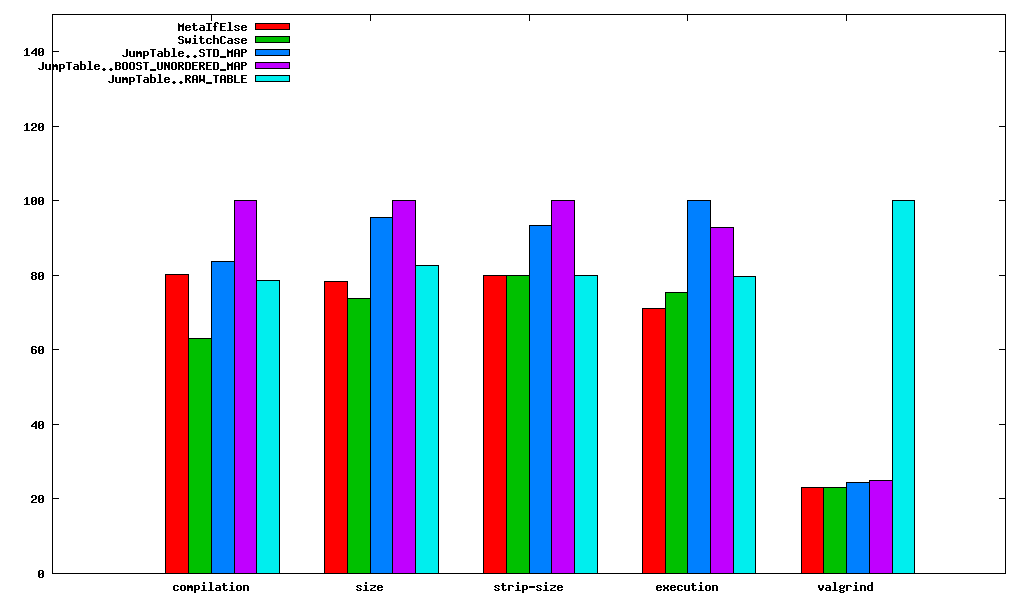 MetaIfElse
SwitchCase
JumpTable..STD_MAP
JumpTable..BOOST_UNORDERED_MAP
JumpTable..RAW_TABLE
140
120
100
80
60
40
20
0
compilation size strip-size execution valgrind